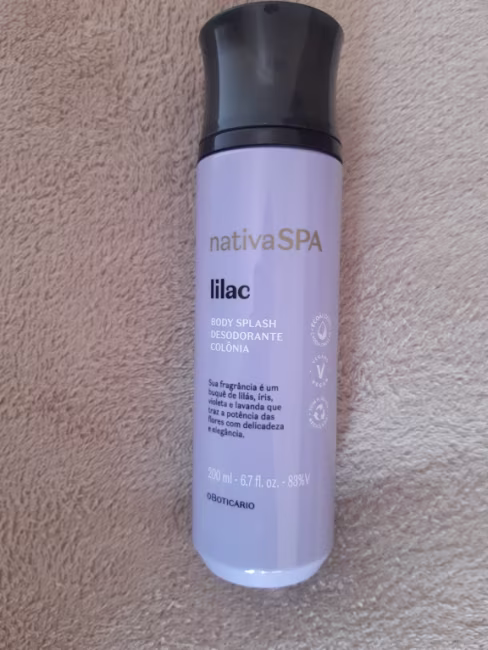 nativaSPA
lilac
BODY SPLASH
DESODORANTE
COLÔNIA
Sua fragrância é um
buquê de lilás, íris,
violeta e lavanda que
traz a potência das
flores com delicadeza
e elegância.
200 ml - 6.7 fl. oz. - 83%V
oBOTICÁRIO